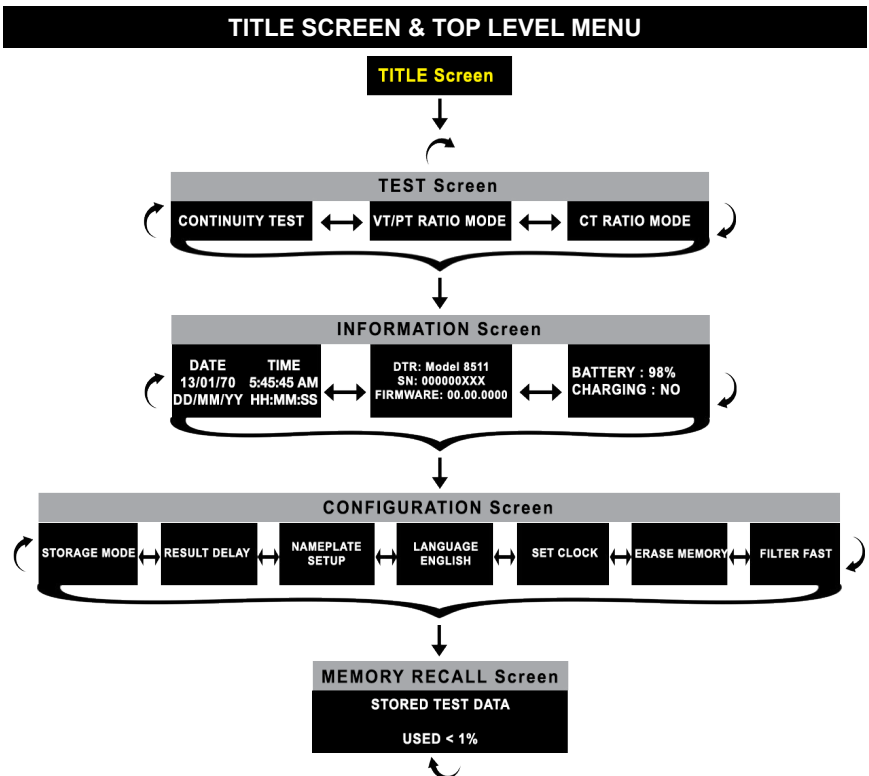 TITLE SCREEN & TOP LEVEL MENU
TITLE Screen
TEST Screen
CONTINUITY TEST
VT/PT RATIO MODE
CT RATIO MODE
INFORMATION Screen
DATE TIME
13/01/70 5:45:45 AM
DD/MM/YY HH:MM:SS
DTR: Model 8511
SN: 000000XXX
FIRMWARE: 00.00.0000
BATTERY : 98%
CHARGING : NO
CONFIGURATION Screen
STORAGE MODE
RESULT DELAY
NAMEPLATE
SETUP
LANGUAGE
ENGLISH
SET CLOCK
ERASE MEMORY
FILTER FAST
MEMORY RECALL Screen
STORED TEST DATA
USED < 1%